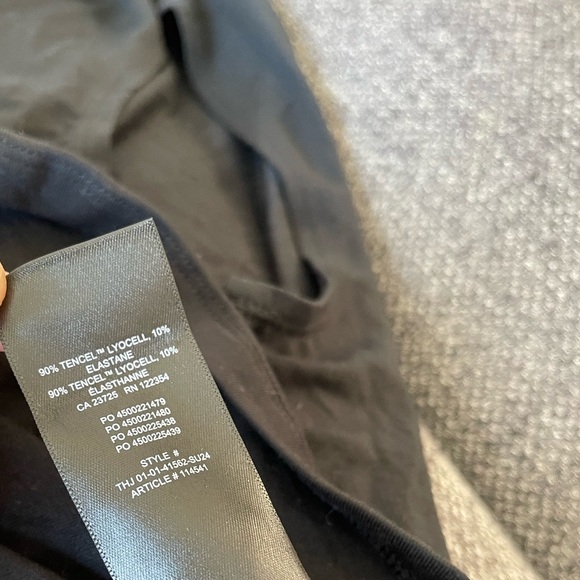 90% TENCEL™ LYOCELL, 10%
ELASTANE
90% TENCEL™ LYOCELL, 10%
ÉLASTHANNE
CA 23725 RN 122354
PO 4500221479
PO 4500221480
PO 4500225438
PO 4500225439
STYLE #
THJ 01-01-41562-SU24
ARTICLE # 114541